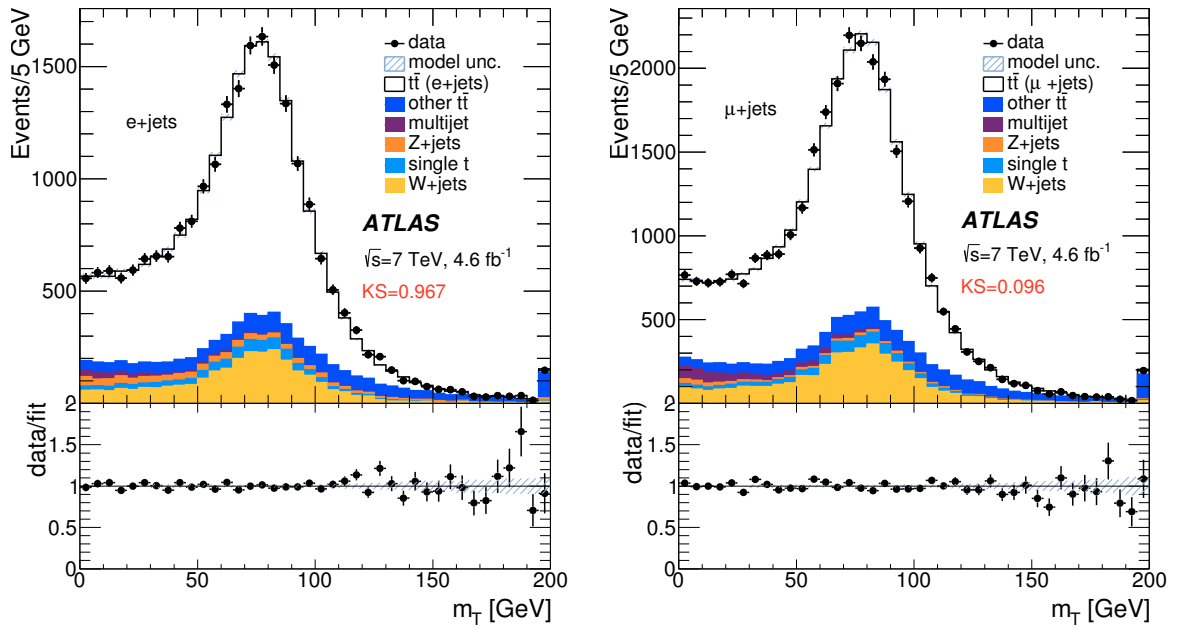 Events/5 GeV
1500
1000
500
0
data
model unc.
tt̄ (e+jets)
other tt̄
multijet
Z+jets
single t
W+jets
e+jets
ATLAS
√s=7 TeV, 4.6 fb⁻¹
KS=0.967
data/fit
2
1.5
1
0.5
0
0 50 100 150 200
m_T [GeV]
Events/5 GeV
2000
1500
1000
500
0
data
model unc.
tt̄ (μ +jets)
other tt̄
multijet
Z+jets
single t
W+jets
μ+jets
ATLAS
√s=7 TeV, 4.6 fb⁻¹
KS=0.096
data/fit)
2
1.5
1
0.5
0
0 50 100 150 200
m_T [GeV]